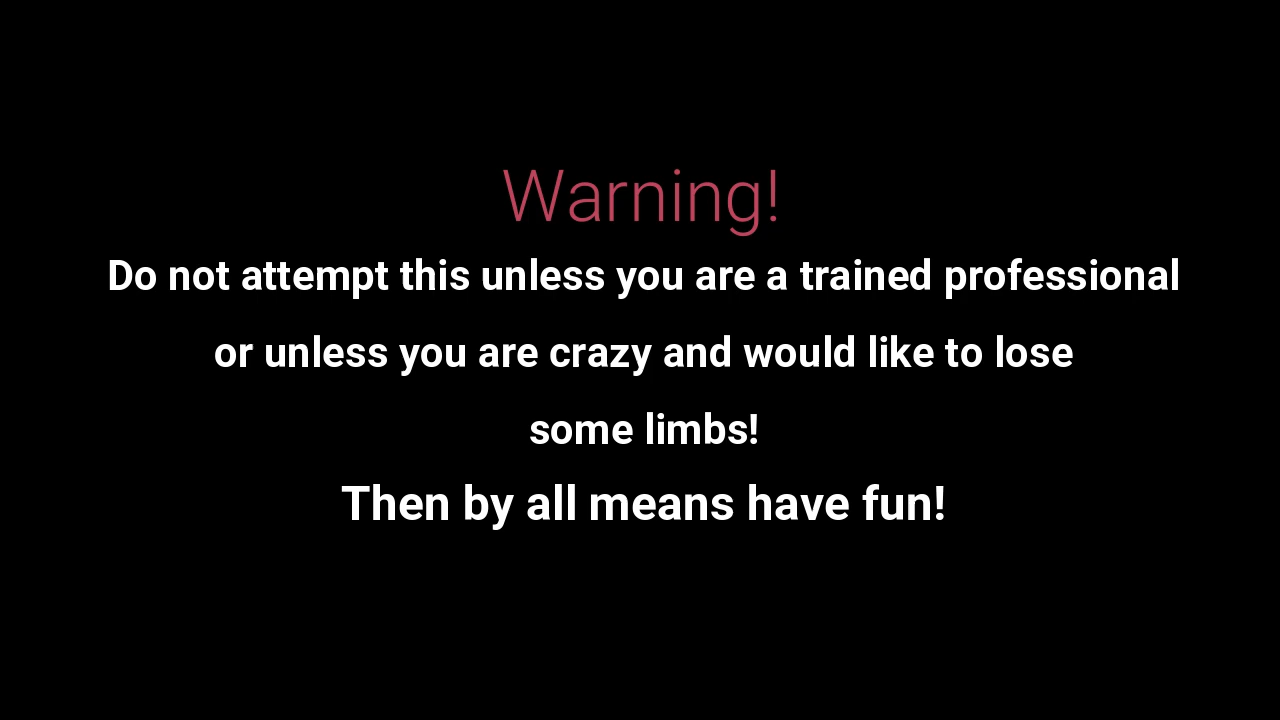 Warning!
Do not attempt this unless you are a trained professional
or unless you are crazy and would like to lose
some limbs!
Then by all means have fun!